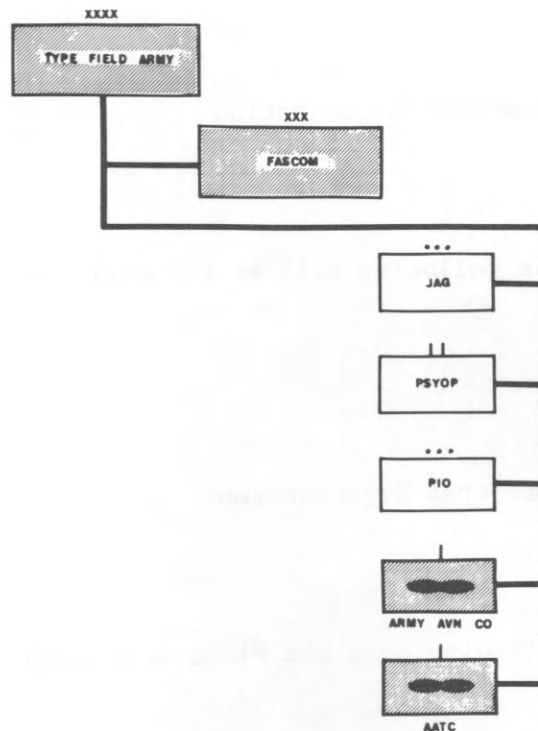 XXXX
TYPE FIELD ARMY
XXX
FASCOM
JAG
PSYOP
PIO
ARMY AVN CO
AATC